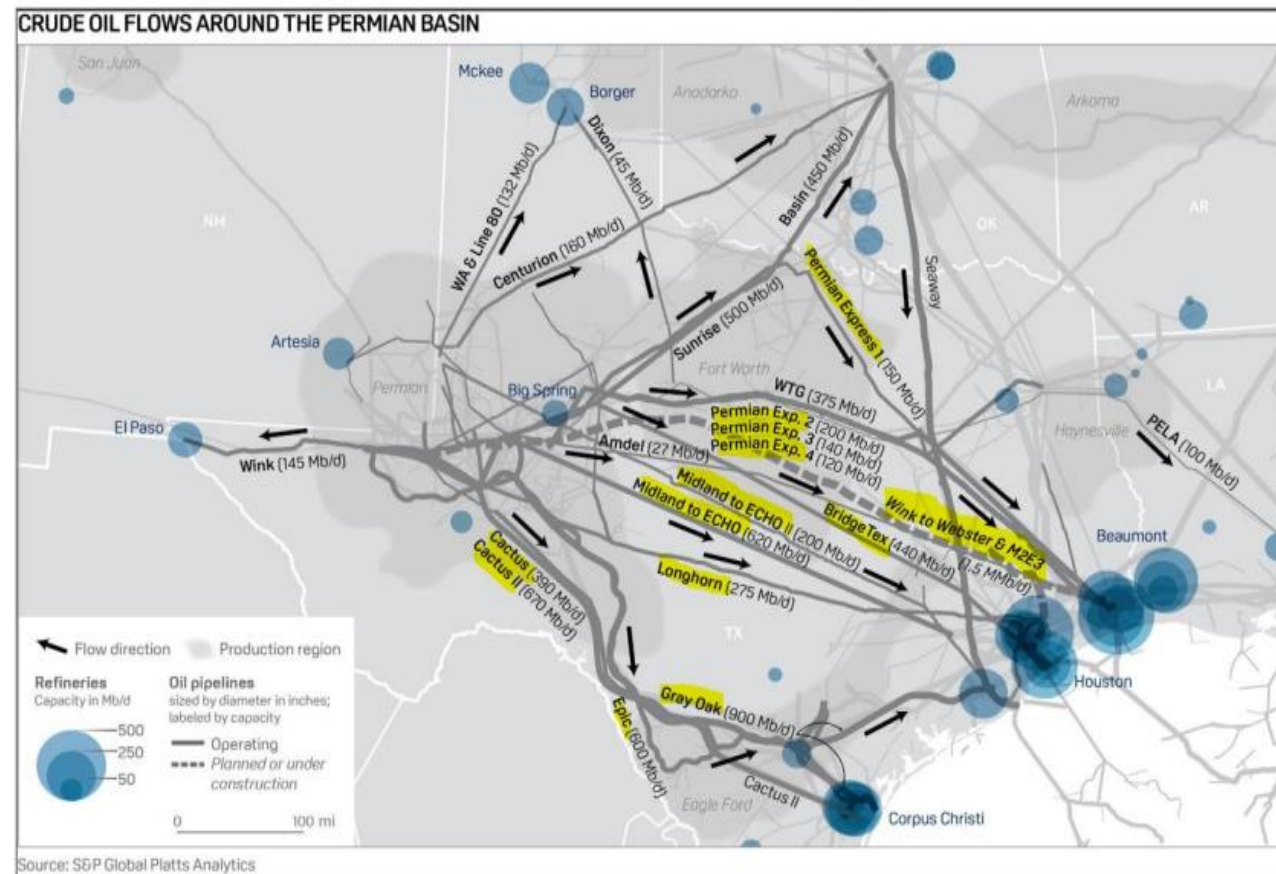 CRUDE OIL FLOWS AROUND THE PERMIAN BASIN
San Juan
Mckee
Borger
Anadarko
Arkoma
Dixon (45 Mb/d)
WA & Line 80 (132 Mb/d)
Basin (450 Mb/d)
NM
OK
AR
Centurion (160 Mb/d)
Seaway
Permian Express 1 (150 Mb/d)
Sunrise (500 Mb/d)
Artesia
Permian
Fort Worth
Big Spring
WTG (375 Mb/d)
LA
El Paso
Wink (145 Mb/d)
Permian Exp. 2 (200 Mb/d)
Permian Exp. 3 (140 Mb/d)
Permian Exp. 4 (120 Mb/d)
Amdel (27 Mb/d)
Haynesville
PELA (100 Mb/d)
Midland to ECHO II (200 Mb/d)
Midland to ECHO (620 Mb/d)
BridgeTex (440 Mb/d)
Wink to Webster & M2E3
(1.5 MMb/d)
Beaumont
Cactus (390 Mb/d)
Cactus II (670 Mb/d)
Longhorn (275 Mb/d)
TX
Houston
Gray Oak (900 Mb/d)
Epic (600 Mb/d)
Cactus II
Eagle Ford
Corpus Christi
Flow direction
Production region
Refineries
Capacity in Mb/d
500
250
50
Oil pipelines
sized by diameter in inches;
labeled by capacity
Operating
Planned or under
construction
0 100 mi
Source: S&P Global Platts Analytics